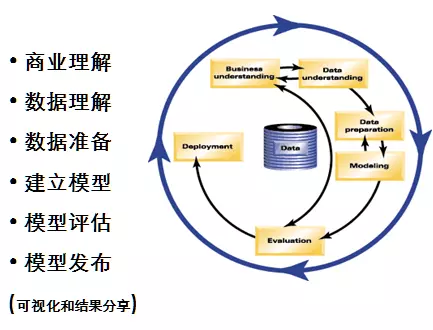 • 商业理解
• 数据理解
• 数据准备
• 建立模型
• 模型评估
• 模型发布
(可视化和结果分享)
Business
understanding
Data
understanding
Data
preparation
Modeling
Evaluation
Deployment
Data